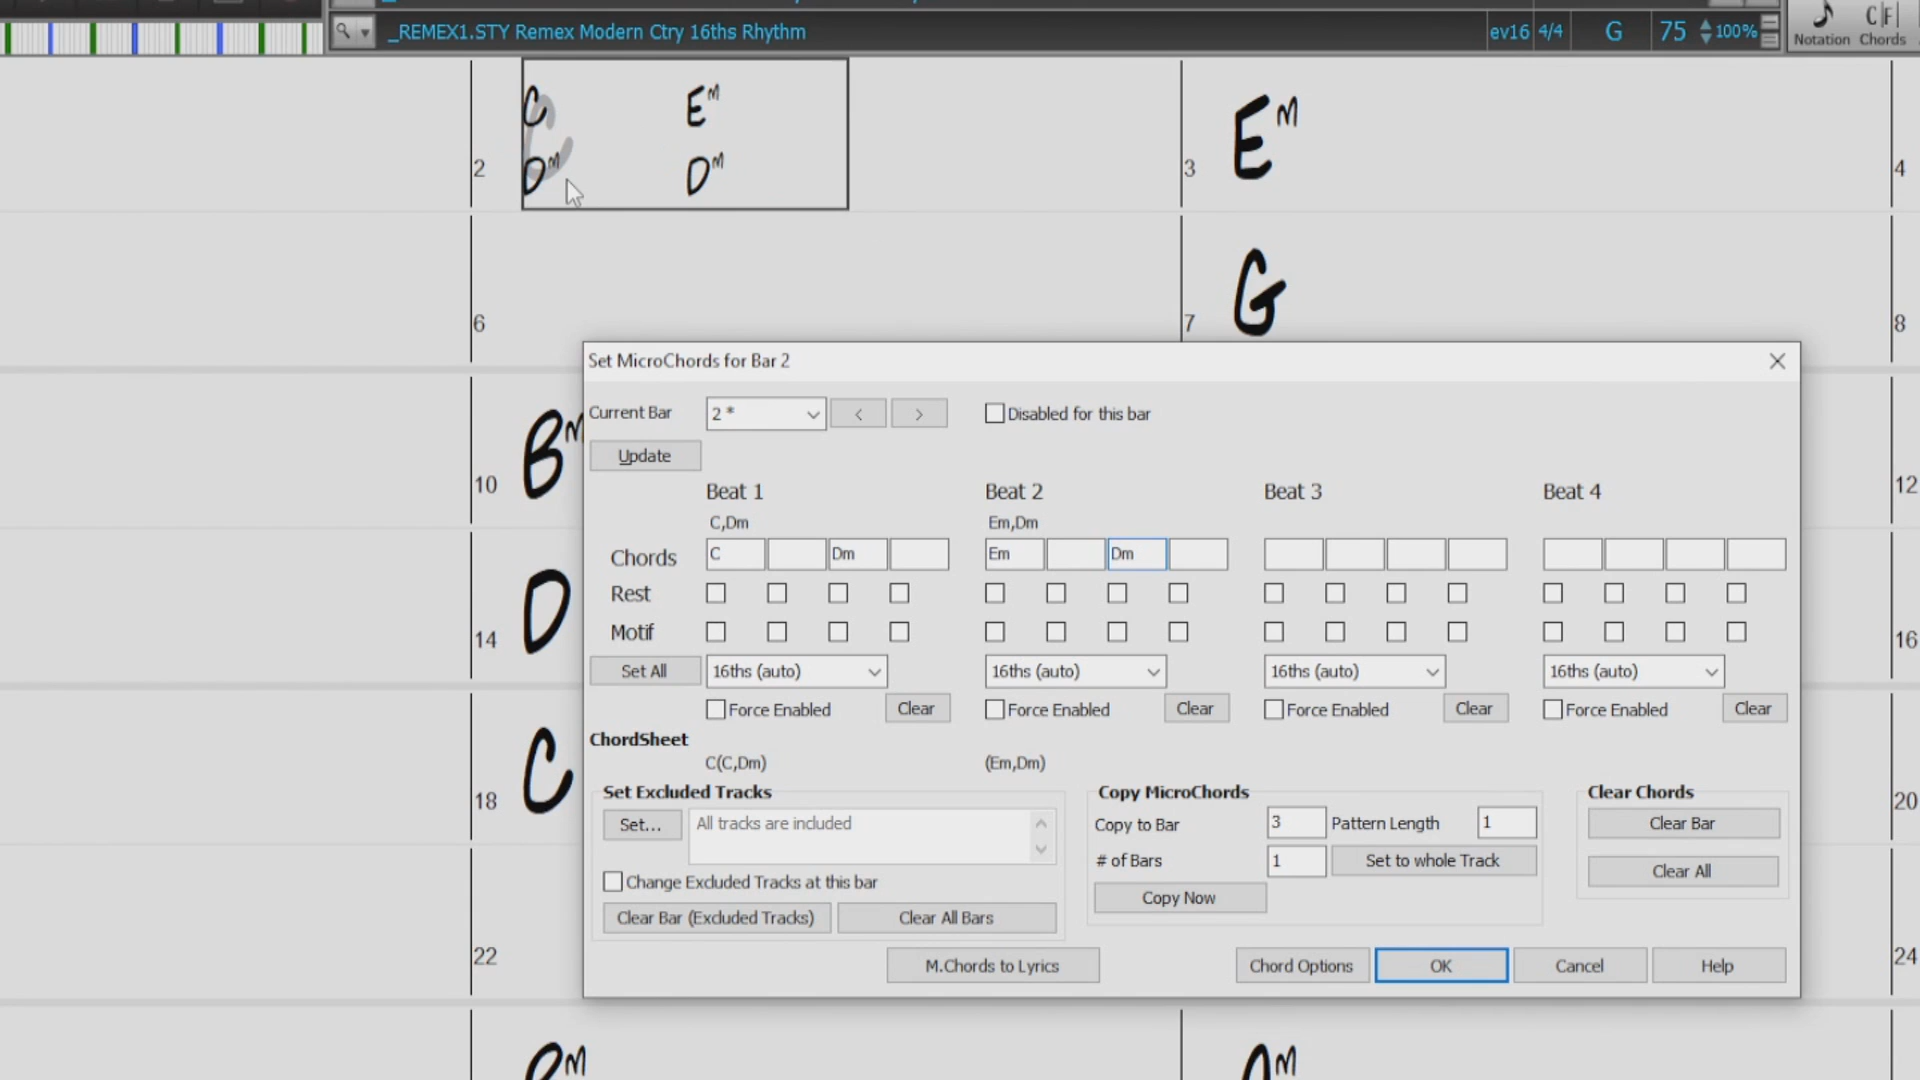 _REMEX1.STY Remex Modern Ctry 16ths Rhythm ev16 4/4 G 75 100%
Notation Chords
C Em
Dm Dm
2 3 Em 4
6 7 G 8
Set MicroChords for Bar 2
Current Bar 2 * < > Disabled for this bar
Update
10 Bm 12
Beat 1 Beat 2 Beat 3 Beat 4
C,Dm Em,Dm
Chords C Dm Em Dm
Rest
14 D Motif 16
Set All 16ths (auto) 16ths (auto) 16ths (auto) 16ths (auto)
Force Enabled Clear Force Enabled Clear Force Enabled Clear Force Enabled Clear
ChordSheet
C(C,Dm) (Em,Dm)
18 C 20
Set Excluded Tracks Copy MicroChords Clear Chords
Set... All tracks are included Copy to Bar 3 Pattern Length 1 Clear Bar
# of Bars 1 Set to whole Track Clear All
Change Excluded Tracks at this bar
Copy Now
Clear Bar (Excluded Tracks) Clear All Bars
22 24
M.Chords to Lyrics Chord Options OK Cancel Help